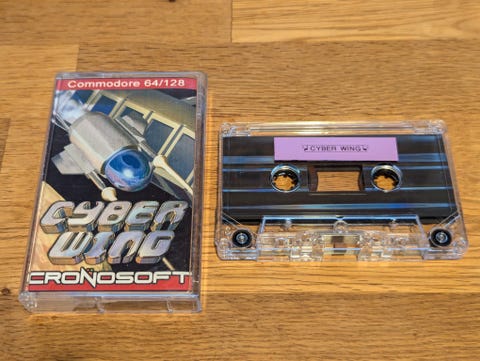 Commodore 64/128
CYBER
WING
CRONOSOFT
CYBER WING